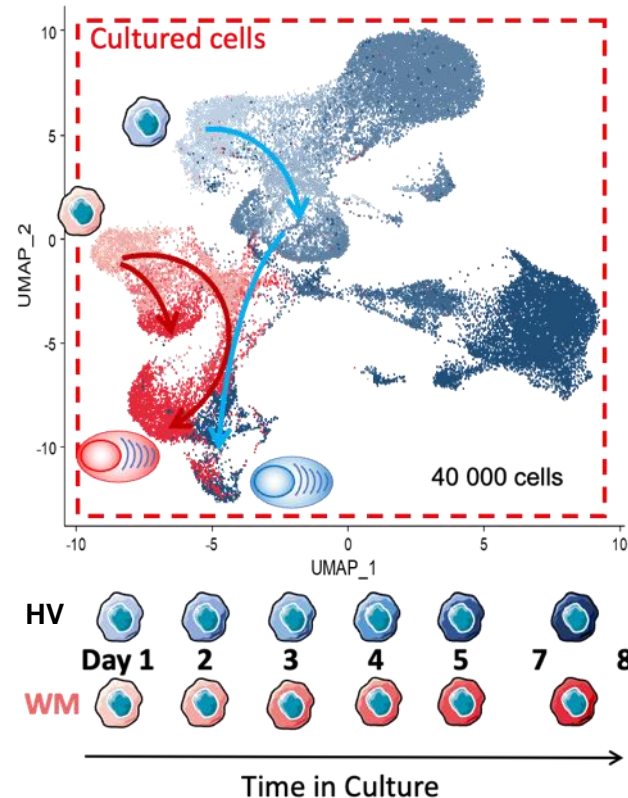 Cultured cells
10
5
0
-5
-10
UMAP_2
40 000 cells
-10 -5 0 5 10
UMAP_1
HV
Day 1 2 3 4 5 7 8
WM
Time in Culture